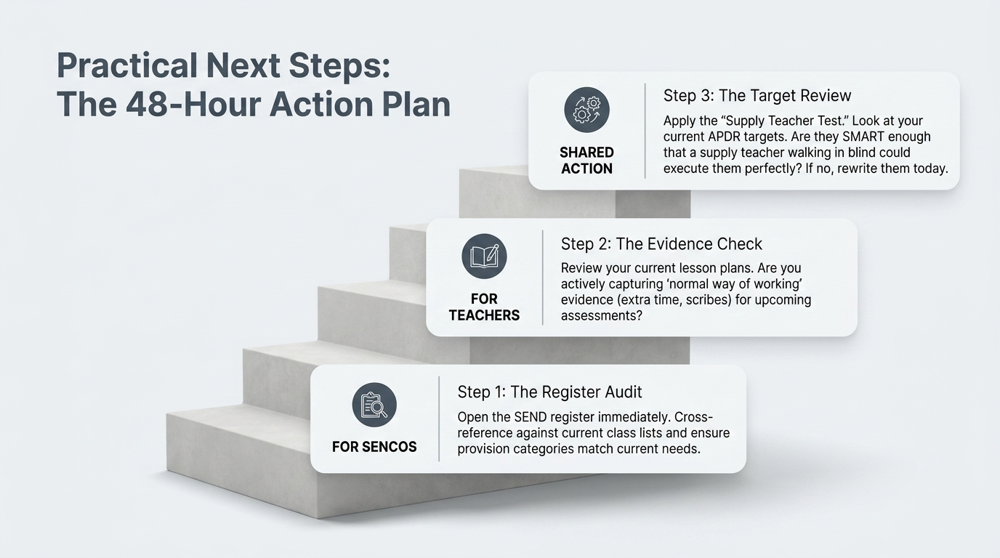 Practical Next Steps:
The 48-Hour Action Plan
SHARED
ACTION
Step 3: The Target Review
Apply the “Supply Teacher Test.” Look at your
current APDR targets. Are they SMART enough
that a supply teacher walking in blind could
execute them perfectly? If no, rewrite them today.
FOR
TEACHERS
Step 2: The Evidence Check
Review your current lesson plans. Are you
actively capturing ‘normal way of working’
evidence (extra time, scribes) for upcoming
assessments?
FOR SENCOS
Step 1: The Register Audit
Open the SEND register immediately. Cross-
reference against current class lists and ensure
provision categories match current needs.